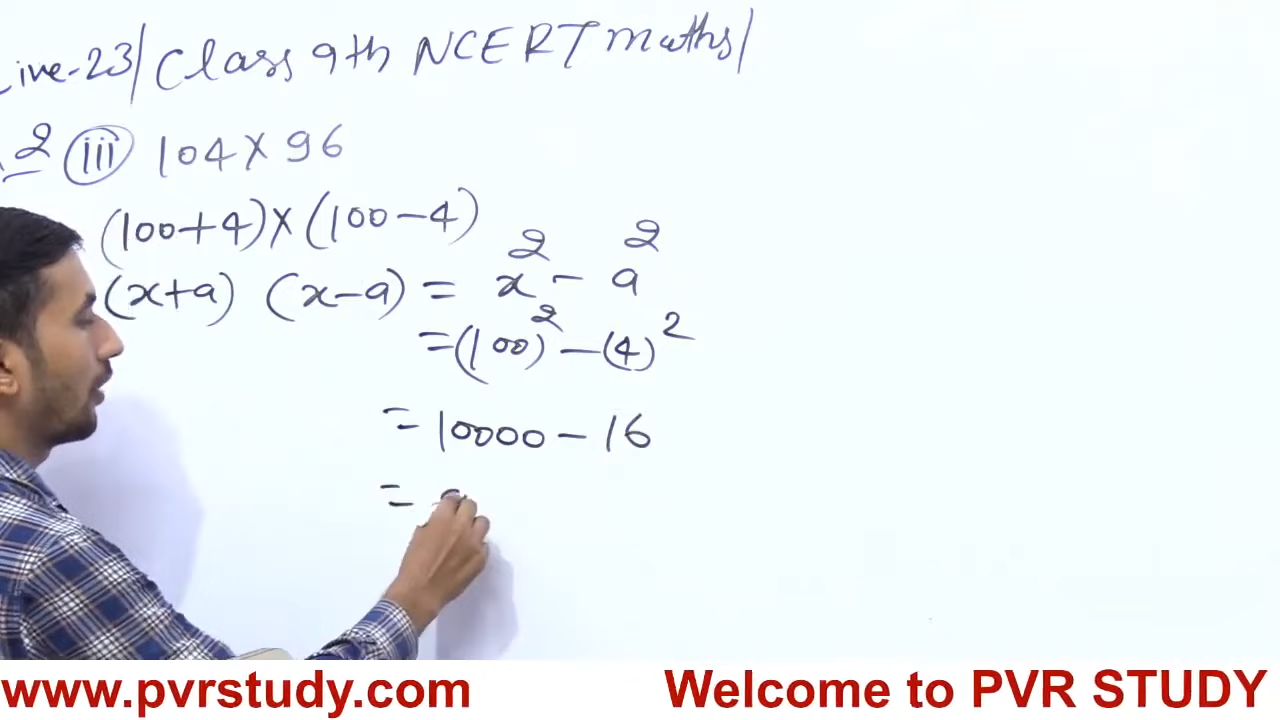 ive-23/Class 9th NCERT maths/
2 (iii) 104 X 96
(100+4) X (100-4)
(x+a) (x-a) = x² - a²
=(100)² - (4)²
= 10000 - 16
=
www.pvrstudy.com Welcome to PVR STUDY